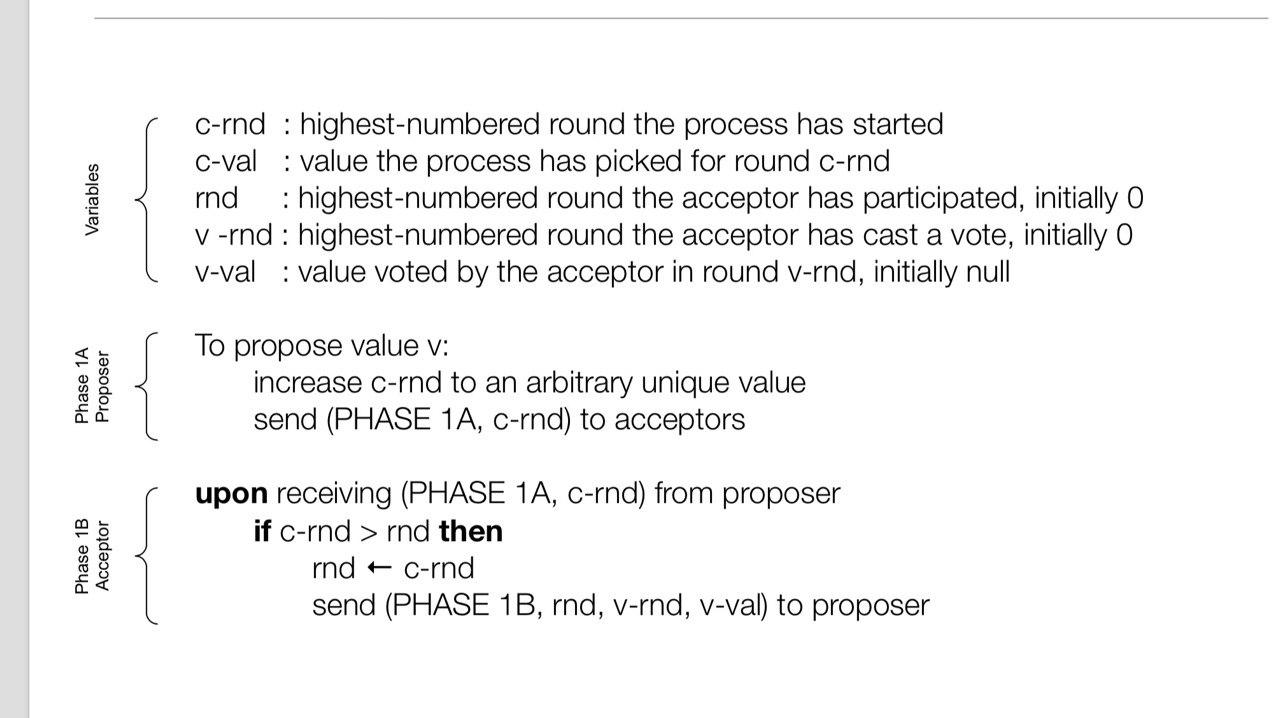 Variables
c-rnd : highest-numbered round the process has started
c-val : value the process has picked for round c-rnd
rnd : highest-numbered round the acceptor has participated, initially 0
v -rnd : highest-numbered round the acceptor has cast a vote, initially 0
v-val : value voted by the acceptor in round v-rnd, initially null
Phase 1A
Proposer
To propose value v:
increase c-rnd to an arbitrary unique value
send (PHASE 1A, c-rnd) to acceptors
Phase 1B
Acceptor
upon receiving (PHASE 1A, c-rnd) from proposer
if c-rnd > rnd then
rnd ← c-rnd
send (PHASE 1B, rnd, v-rnd, v-val) to proposer